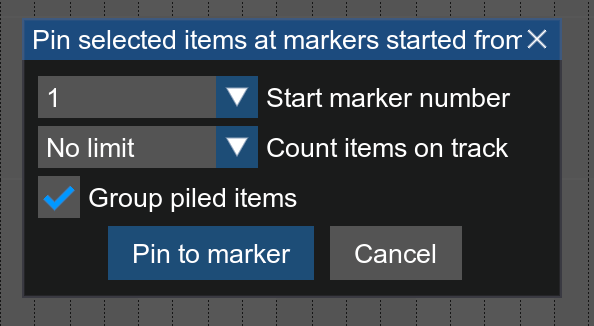 Pin selected items at markers started from
1
Start marker number
No limit
Count items on track
Group piled items
Pin to marker
Cancel